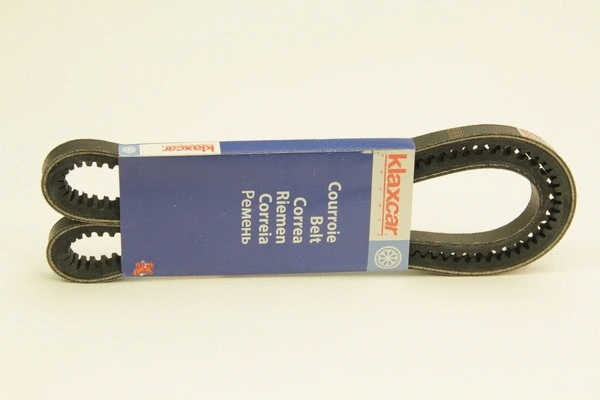 klaxcar
klaxcar
Courroie
Belt
Correa
Riemen
Correia
Ремень